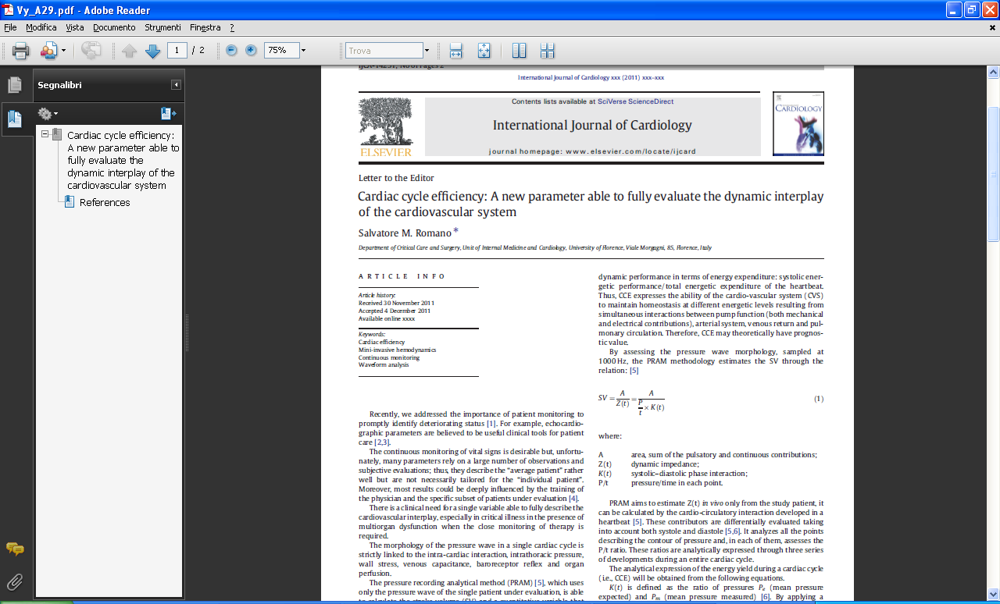 Vy_A29.pdf - Adobe Reader
File Modifica Vista Documento Strumenti Finestra ?
1 / 2 75% Trova
Segnalibri
Cardiac cycle efficiency:
A new parameter able to
fully evaluate the
dynamic interplay of the
cardiovascular system
References
International Journal of Cardiology xxx (2011) xxx–xxx
Contents lists available at SciVerse ScienceDirect
International Journal of Cardiology
journal homepage: www.elsevier.com/locate/ijcard
ELSEVIER
CARDIOLOGY
Letter to the Editor
Cardiac cycle efficiency: A new parameter able to fully evaluate the dynamic interplay
of the cardiovascular system
Salvatore M. Romano *
Department of Critical Care and Surgery, Unit of Internal Medicine and Cardiology, University of Florence, Viale Morgagni, 85, Florence, Italy
ARTICLE INFO
Article history:
Received 30 November 2011
Accepted 4 December 2011
Available online xxxx
Keywords:
Cardiac efficiency
Mini-invasive hemodynamics
Continuous monitoring
Waveform analysis
Recently, we addressed the importance of patient monitoring to
promptly identify deteriorating status [1]. For example, echocardio-
graphic parameters are believed to be useful clinical tools for patient
care [2,3].
The continuous monitoring of vital signs is desirable but, unfortu-
nately, many parameters rely on a large number of observations and
subjective evaluations; thus, they describe the “average patient” rather
well but are not necessarily tailored for the “individual patient”.
Moreover, most results could be deeply influenced by the training of
the physician and the specific subset of patients under evaluation [4].
There is a clinical need for a single variable able to fully describe the
cardiovascular interplay, especially in critical illness in the presence of
multiorgan dysfunction when the close monitoring of therapy is
required.
The morphology of the pressure wave in a single cardiac cycle is
strictly linked to the intra-cardiac interaction, intrathoracic pressure,
wall stress, venous capacitance, baroreceptor reflex and organ
perfusion.
The pressure recording analytical method (PRAM) [5], which uses
only the pressure wave of the single patient under evaluation, is able
dynamic performance in terms of energy expenditure: systolic ener-
getic performance/total energetic expenditure of the heartbeat.
Thus, CCE expresses the ability of the cardio-vascular system (CVS)
to maintain homeostasis at different energetic levels resulting from
simultaneous interactions between pump function (both mechanical
and electrical contributions), arterial system, venous return and pul-
monary circulation. Therefore, CCE may theoretically have prognos-
tic value.
By assessing the pressure wave morphology, sampled at
1000 Hz, the PRAM methodology estimates the SV through the
relation: [5]
SV = A / Z(t) = A / (P/t × K(t)) (1)
where:
A area, sum of the pulsatory and continuous contributions;
Z(t) dynamic impedance;
K(t) systolic–diastolic phase interaction;
P/t pressure/time in each point.
PRAM aims to estimate Z(t) in vivo only from the study patient, it
can be calculated by the cardio-circulatory interaction developed in a
heartbeat [5]. These contributors are differentially evaluated taking
into account both systole and diastole [5,6]. It analyzes all the points
describing the contour of pressure and, in each of them, assesses the
P/t ratio. These ratios are analytically expressed through three series
of developments during an entire cardiac cycle.
The analytical expression of the energy yield during a cardiac cycle
(i.e., CCE) will be obtained from the following equations.
K(t) is defined as the ratio of pressures Pe (mean pressure
expected) and Pm (mean pressure measured) [6]. By applying a